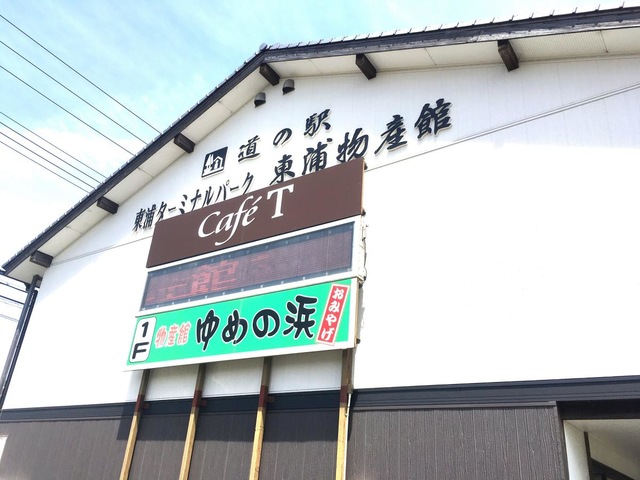 道の駅
東浦ターミナルパーク 東浦物産館
Café T
館
1F 物産館 ゆめの浜 おみやげ